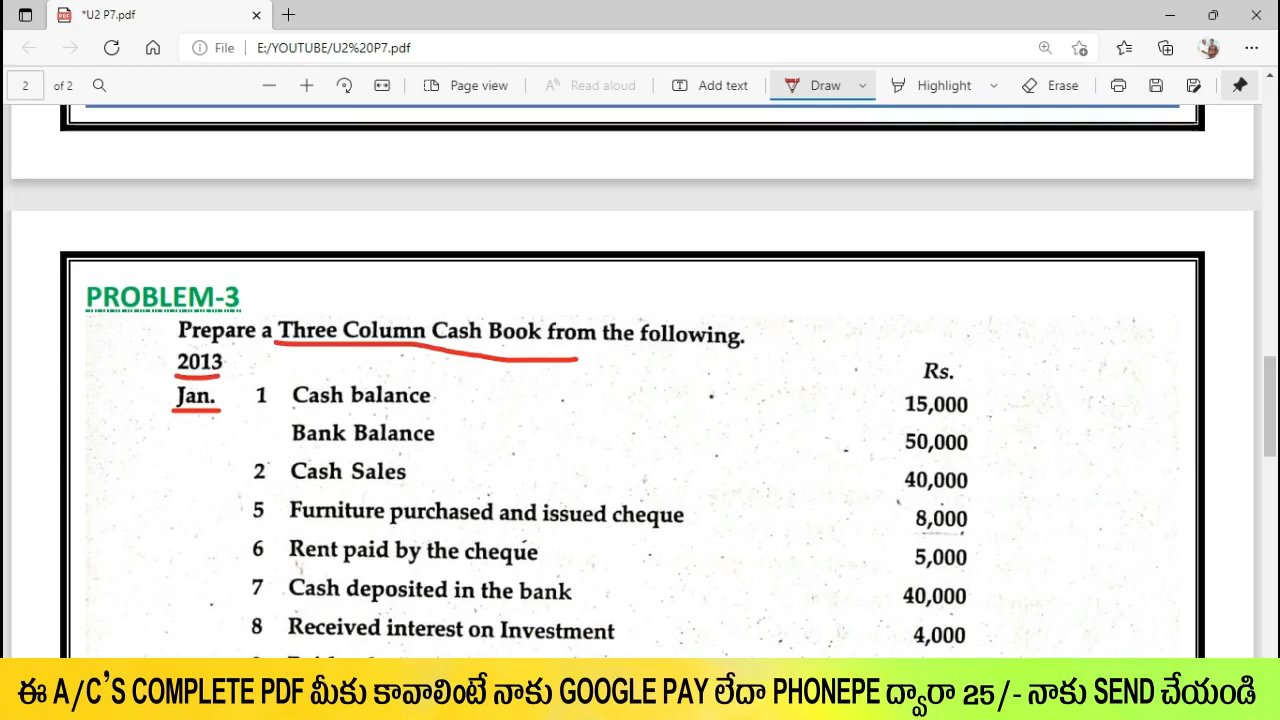 *U2 P7.pdf
File E:/YOUTUBE/U2%20P7.pdf
2 of 2 Page view Read aloud Add text Draw Highlight Erase
PROBLEM-3
Prepare a Three Column Cash Book from the following.
2013 Rs.
Jan. 1 Cash balance 15,000
Bank Balance 50,000
2 Cash Sales 40,000
5 Furniture purchased and issued cheque 8,000
6 Rent paid by the cheque 5,000
7 Cash deposited in the bank 40,000
8 Received interest on Investment 4,000
ఈ A/C'S COMPLETE PDF మీకు కావాలంటే నాకు GOOGLE PAY లేదా PHONEPE ద్వారా 25/- నాకు SEND చేయండి